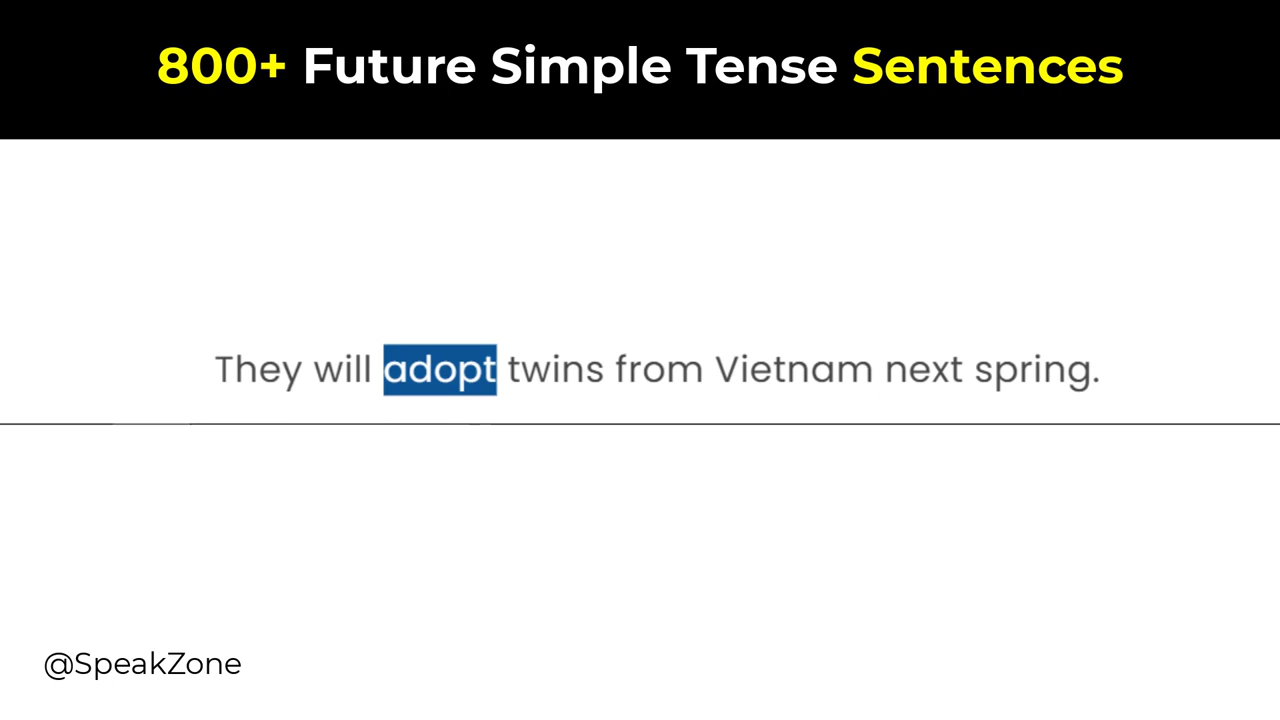 800+ Future Simple Tense Sentences
They will adopt twins from Vietnam next spring.
@SpeakZone